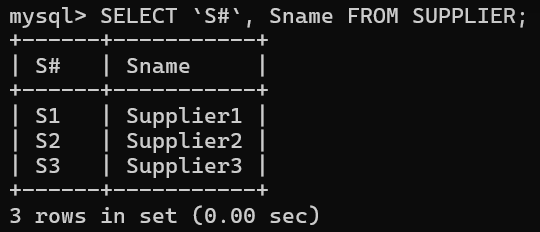 mysql> SELECT `S#`, Sname FROM SUPPLIER;
+------+-----------+
| S#   | Sname     |
+------+-----------+
| S1   | Supplier1 |
| S2   | Supplier2 |
| S3   | Supplier3 |
+------+-----------+
3 rows in set (0.00 sec)